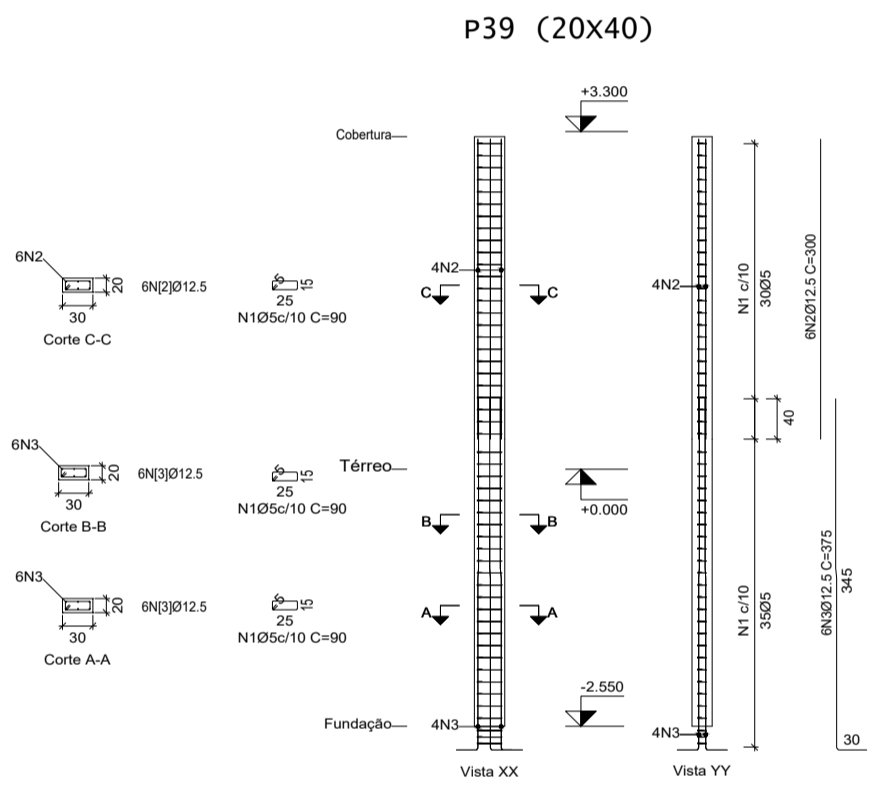 P39 (20X40)
+3.300
Cobertura
6N2
4N2
4N2
20
6N[2]Ø12.5
5
15
C
C
30
25
N1Ø5c/10 C=90
Corte C-C
N1 c/10
30Ø5
6N2Ø12.5 C=300
40
6N3
20
6N[3]Ø12.5
5
15
30
25
N1Ø5c/10 C=90
Corte B-B
Térreo
+0.000
B
B
6N3
20
6N[3]Ø12.5
5
15
30
25
N1Ø5c/10 C=90
Corte A-A
A
A
N1 c/10
35Ø5
6N3Ø12.5 C=375
345
-2.550
Fundação
4N3
4N3
30
Vista XX
Vista YY